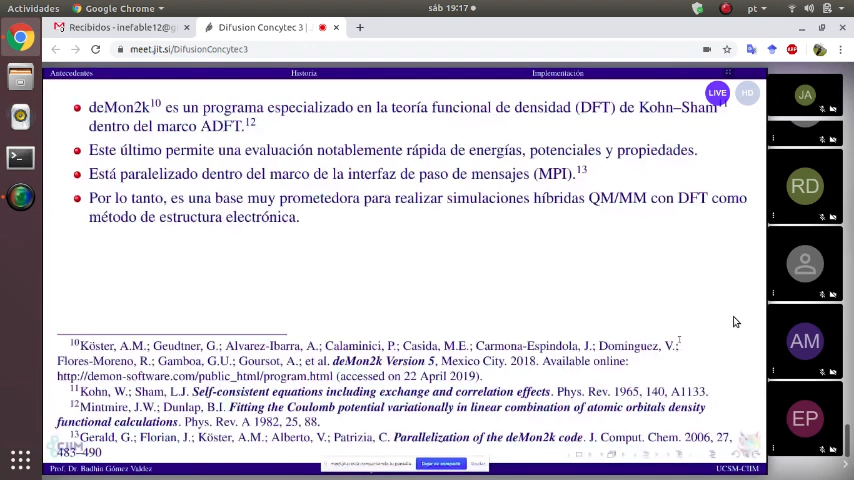 Actividades
Google Chrome
sáb 19:17
pt
Recibidos - inefable12@g
Difusion Concytec 3 |
meet.jit.si/DifusionConcytec3
Antecedentes
Historia
Implementación
LIVE
HD
deMon2k10 es un programa especializado en la teoría funcional de densidad (DFT) de Kohn–Sham11
dentro del marco ADFT.12
Este último permite una evaluación notablemente rápida de energías, potenciales y propiedades.
Está paralelizado dentro del marco de la interfaz de paso de mensajes (MPI).13
Por lo tanto, es una base muy prometedora para realizar simulaciones híbridas QM/MM con DFT como
método de estructura electrónica.
10Köster, A.M.; Geudtner, G.; Alvarez-Ibarra, A.; Calaminici, P.; Casida, M.E.; Carmona-Espindola, J.; Dominguez, V.;
Flores-Moreno, R.; Gamboa, G.U.; Goursot, A.; et al. deMon2k Version 5, Mexico City. 2018. Available online:
http://demon-software.com/public_html/program.html (accessed on 22 April 2019).
11Kohn, W.; Sham, L.J. Self-consistent equations including exchange and correlation effects. Phys. Rev. 1965, 140, A1133.
12Mintmire, J.W.; Dunlap, B.I. Fitting the Coulomb potential variationally in linear combination of atomic orbitals density
functional calculations. Phys. Rev. A 1982, 25, 88.
13Gerald, G.; Florian, J.; Köster, A.M.; Alberto, V.; Patrizia, C. Parallelization of the deMon2k code. J. Comput. Chem. 2006, 27,
483–490
CIIM
Prof. Dr. Badhin Gómez Valdez
UCSM-CIIM
JA
RD
AM
EP
ABP